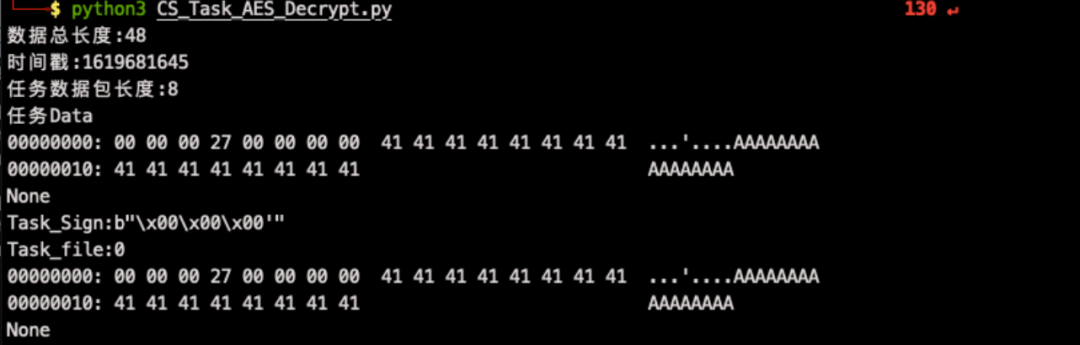 $ python3 CS_Task_AES_Decrypt.py 130 ↵
数据总长度:48
时间戳:1619681645
任务数据包长度:8
任务Data
00000000: 00 00 00 27 00 00 00 00  41 41 41 41 41 41 41 41  ...'....AAAAAAAA
00000010: 41 41 41 41 41 41 41 41                           AAAAAAAA
None
Task_Sign:b"\x00\x00\x00'"
Task_file:0
00000000: 00 00 00 27 00 00 00 00  41 41 41 41 41 41 41 41  ...'....AAAAAAAA
00000010: 41 41 41 41 41 41 41 41                           AAAAAAAA
None